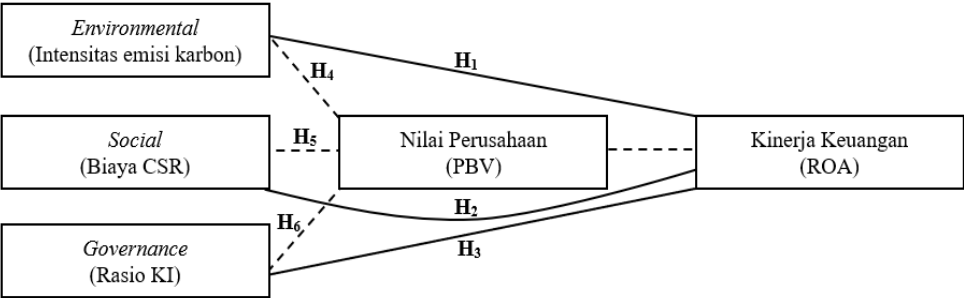 Environmental
(Intensitas emisi karbon)
H1
H4
Social
(Biaya CSR)
H5
Nilai Perusahaan
(PBV)
Kinerja Keuangan
(ROA)
H2
H6
Governance
(Rasio KI)
H3